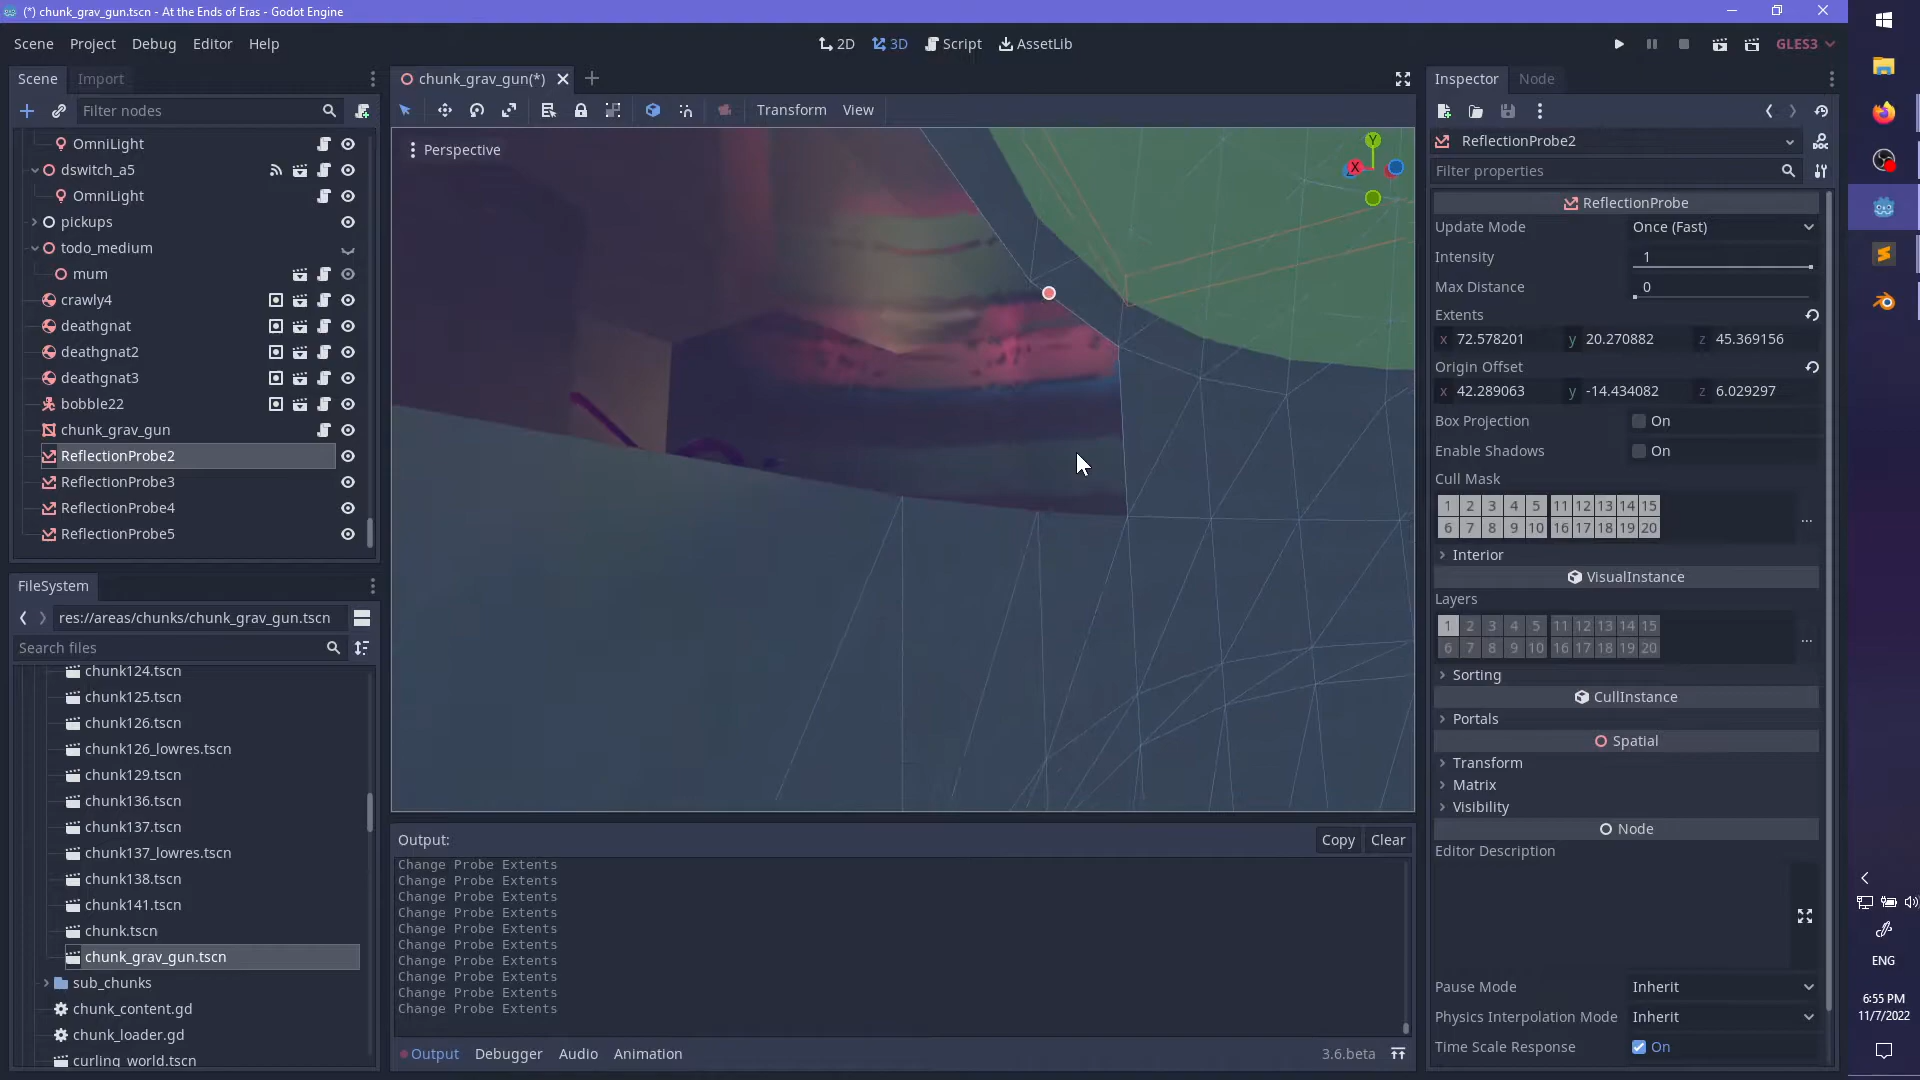 (*) chunk_grav_gun.tscn - At the Ends of Eras - Godot Engine
Scene Project Debug Editor Help
2D 3D Script AssetLib
GLES3
Scene Import
Filter nodes
OmniLight
dswitch_a5
OmniLight
pickups
todo_medium
mum
crawly4
deathgnat
deathgnat2
deathgnat3
bobble22
chunk_grav_gun
ReflectionProbe2
ReflectionProbe3
ReflectionProbe4
ReflectionProbe5
FileSystem
res://areas/chunks/chunk_grav_gun.tscn
Search files
chunk124.tscn
chunk125.tscn
chunk126.tscn
chunk126_lowres.tscn
chunk129.tscn
chunk136.tscn
chunk137.tscn
chunk137_lowres.tscn
chunk138.tscn
chunk141.tscn
chunk.tscn
chunk_grav_gun.tscn
sub_chunks
chunk_content.gd
chunk_loader.gd
curling_world.tscn
chunk_grav_gun(*)
Transform View
Perspective
Y
X
Output: Copy Clear
Change Probe Extents
Change Probe Extents
Change Probe Extents
Change Probe Extents
Change Probe Extents
Change Probe Extents
Change Probe Extents
Change Probe Extents
Change Probe Extents
Change Probe Extents
Output Debugger Audio Animation 3.6.beta
Inspector Node
ReflectionProbe2
Filter properties
ReflectionProbe
Update Mode Once (Fast)
Intensity 1
Max Distance 0
Extents
x 72.578201 y 20.270882 z 45.369156
Origin Offset
x 42.289063 y -14.434082 z 6.029297
Box Projection On
Enable Shadows On
Cull Mask
1 2 3 4 5 11 12 13 14 15
6 7 8 9 10 16 17 18 19 20
...
Interior
VisualInstance
Layers
1 2 3 4 5 11 12 13 14 15
6 7 8 9 10 16 17 18 19 20
...
Sorting
CullInstance
Portals
Spatial
Transform
Matrix
Visibility
Node
Editor Description
Pause Mode Inherit
Physics Interpolation Mode Inherit
Time Scale Response On
ENG
6:55 PM
11/7/2022